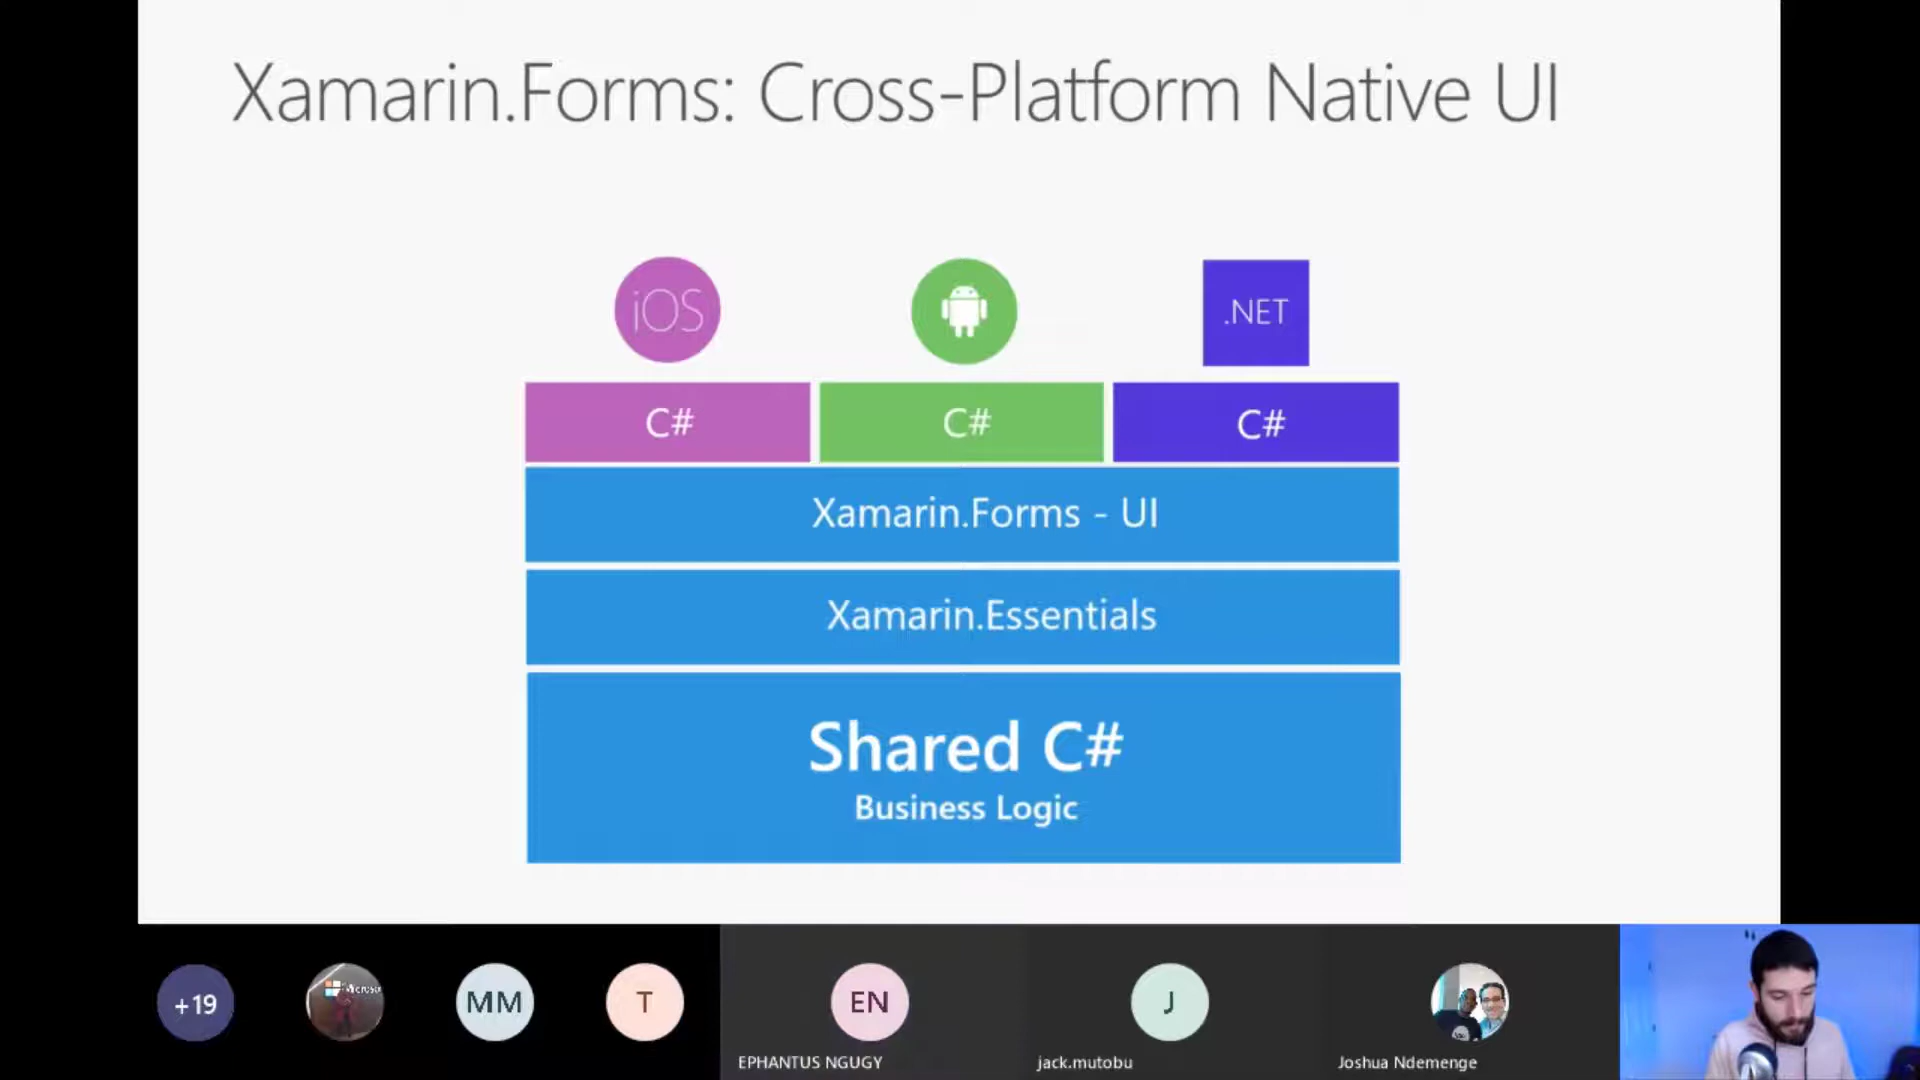 Xamarin.Forms: Cross-Platform Native UI
iOS
.NET
C#
C#
C#
Xamarin.Forms - UI
Xamarin.Essentials
Shared C#
Business Logic
+19
MM
T
EN
J
EPHANTUS NGUGY
jack.mutobu
Joshua Ndemenge